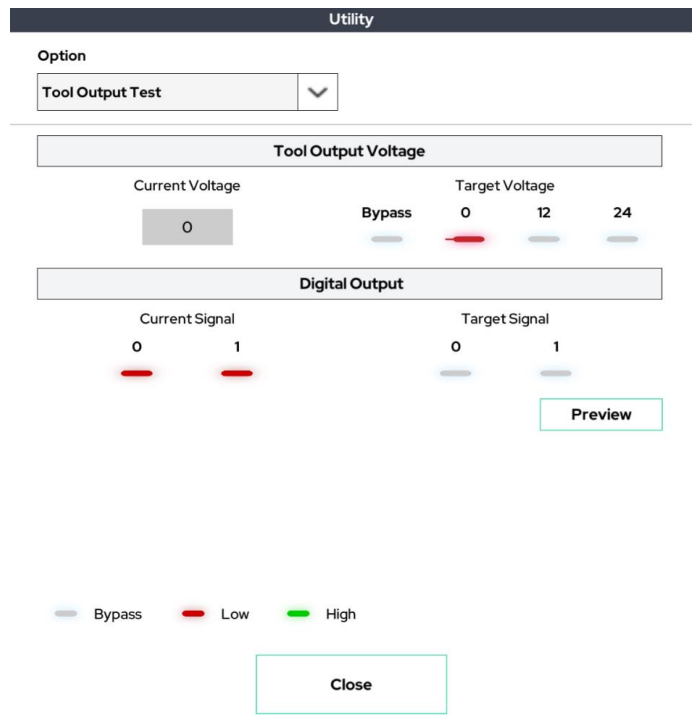 Utility
Option
Tool Output Test
Tool Output Voltage
Current Voltage Target Voltage
Bypass 0 12 24
0
Digital Output
Current Signal Target Signal
0 1 0 1
Preview
Bypass Low High
Close